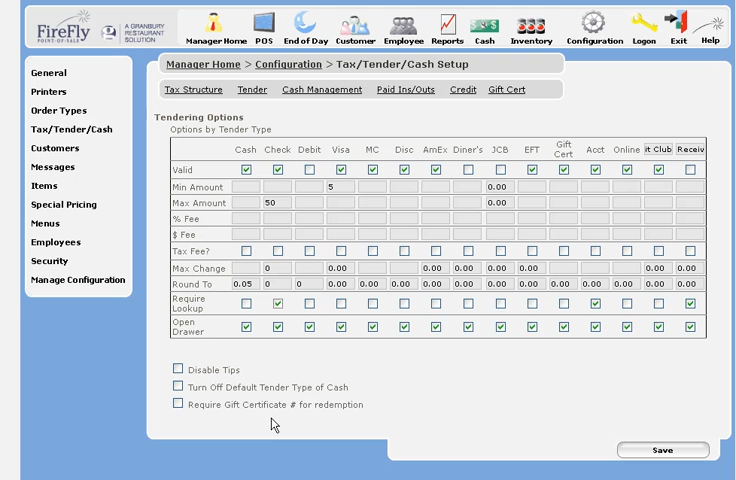 FireFly
POINT-OF-SALE
A GRANBURY
RESTAURANT
SOLUTION
Manager Home POS End of Day Customer Employee Reports Cash Inventory Configuration Logon Exit Help
Manager Home > Configuration > Tax/Tender/Cash Setup
Tax Structure Tender Cash Management Paid Ins/Outs Credit Gift Cert
General
Printers
Order Types
Tax/Tender/Cash
Customers
Messages
Items
Special Pricing
Menus
Employees
Security
Manage Configuration
Tendering Options
Options by Tender Type
Cash Check Debit Visa MC Disc AmEx Diner's JCB EFT Gift Cert Acct Online it Club Receiv
Valid
Min Amount 5 0.00
Max Amount 50 0.00
% Fee
$ Fee
Tax Fee?
Max Change 0 0.00 0.00 0.00 0.00 0.00 0.00 0.00
Round To 0.05 0 0 0.00 0.00 0.00 0.00 0.00 0.00 0.00 0.00 0.00 0.00 0.00 0.00
Require
Lookup
Open
Drawer
Disable Tips
Turn Off Default Tender Type of Cash
Require Gift Certificate # for redemption
Save